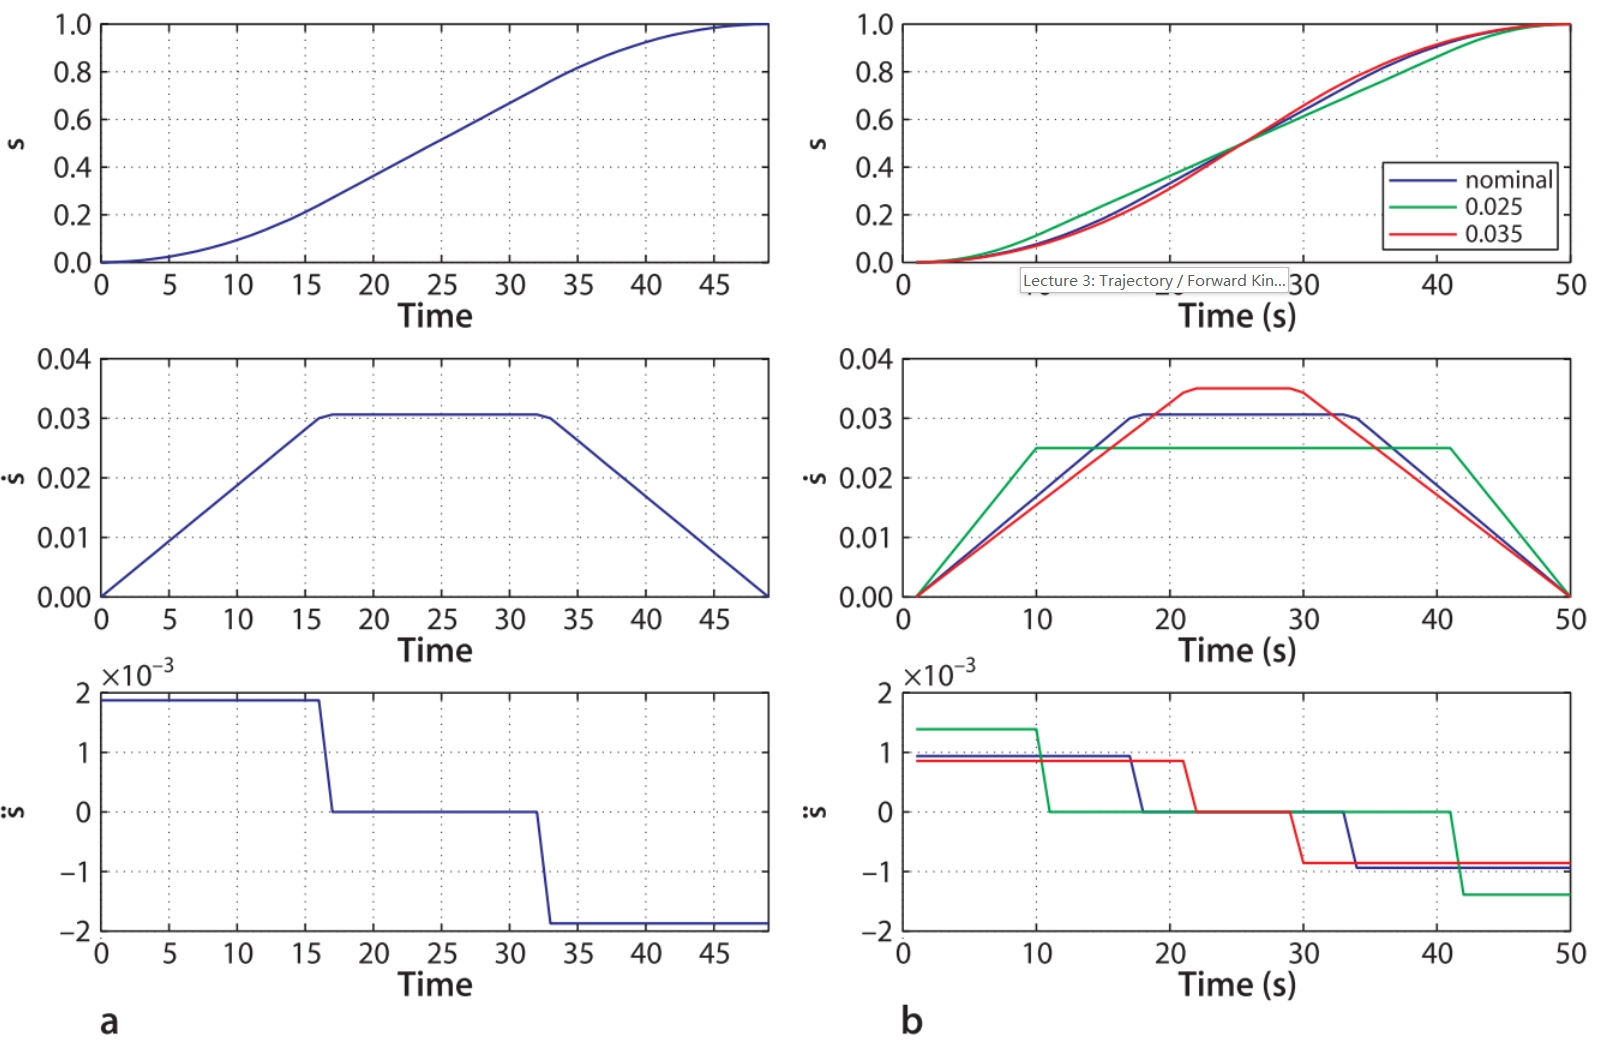 1.0
0.8
0.6
0.4
0.2
0.0
s
0 5 10 15 20 25 30 35 40 45
Time
0.04
0.03
0.02
0.01
0.00
ṡ
0 5 10 15 20 25 30 35 40 45
Time
×10⁻³
2
1
0
−1
−2
s̈
0 5 10 15 20 25 30 35 40 45
Time
a
1.0
0.8
0.6
0.4
0.2
0.0
s
nominal
0.025
0.035
Lecture 3: Trajectory / Forward Kin...
0 10 20 30 40 50
Time (s)
0.04
0.03
0.02
0.01
0.00
ṡ
0 10 20 30 40 50
Time (s)
×10⁻³
2
1
0
−1
−2
s̈
0 10 20 30 40 50
Time (s)
b